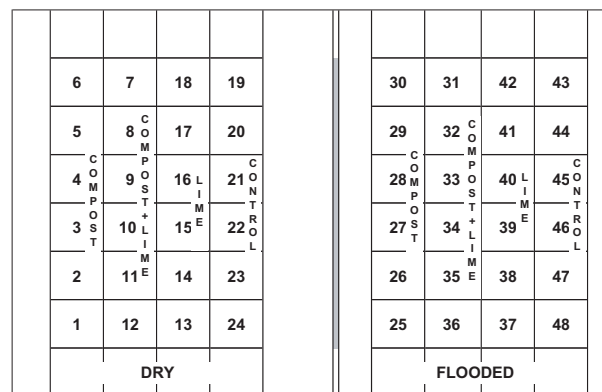 6 7 18 19
5 8 17 20
4 9 16 21
3 10 15 22
2 11 14 23
1 12 13 24
COMPOST
COMPOST+LIME
LIME
CONTROL
DRY
30 31 42 43
29 32 41 44
28 33 40 45
27 34 39 46
26 35 38 47
25 36 37 48
COMPOST
COMPOST+LIME
LIME
CONTROL
FLOODED